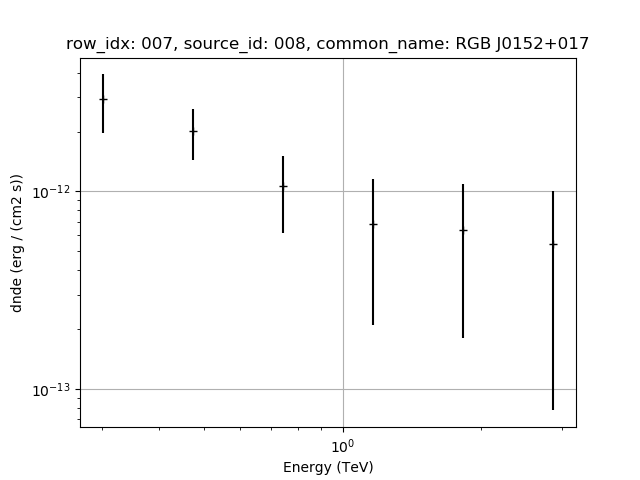 row_idx: 007, source_id: 008, common_name: RGB J0152+017
dnde (erg / (cm2 s))
10⁻¹²
10⁻¹³
10⁰
Energy (TeV)